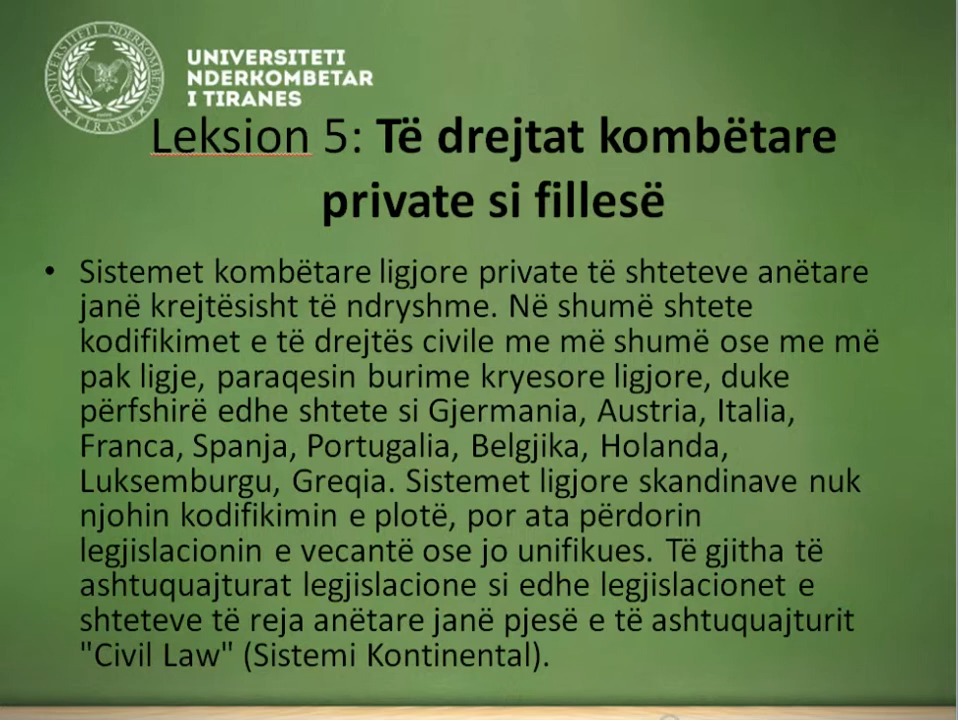 UNIVERSITETI NDERKOMBETAR
TIRANE
UNIVERSITETI
NDERKOMBETAR
I TIRANES
Leksion 5: Të drejtat kombëtare
private si fillesë
• Sistemet kombëtare ligjore private të shteteve anëtare
janë krejtësisht të ndryshme. Në shumë shtete
kodifikimet e të drejtës civile me më shumë ose me më
pak ligje, paraqesin burime kryesore ligjore, duke
përfshirë edhe shtete si Gjermania, Austria, Italia,
Franca, Spanja, Portugalia, Belgjika, Holanda,
Luksemburgu, Greqia. Sistemet ligjore skandinave nuk
njohin kodifikimin e plotë, por ata përdorin
legjislacionin e vecantë ose jo unifikues. Të gjitha të
ashtuquajturat legjislacione si edhe legjislacionet e
shteteve të reja anëtare janë pjesë e të ashtuquajturit
"Civil Law" (Sistemi Kontinental).